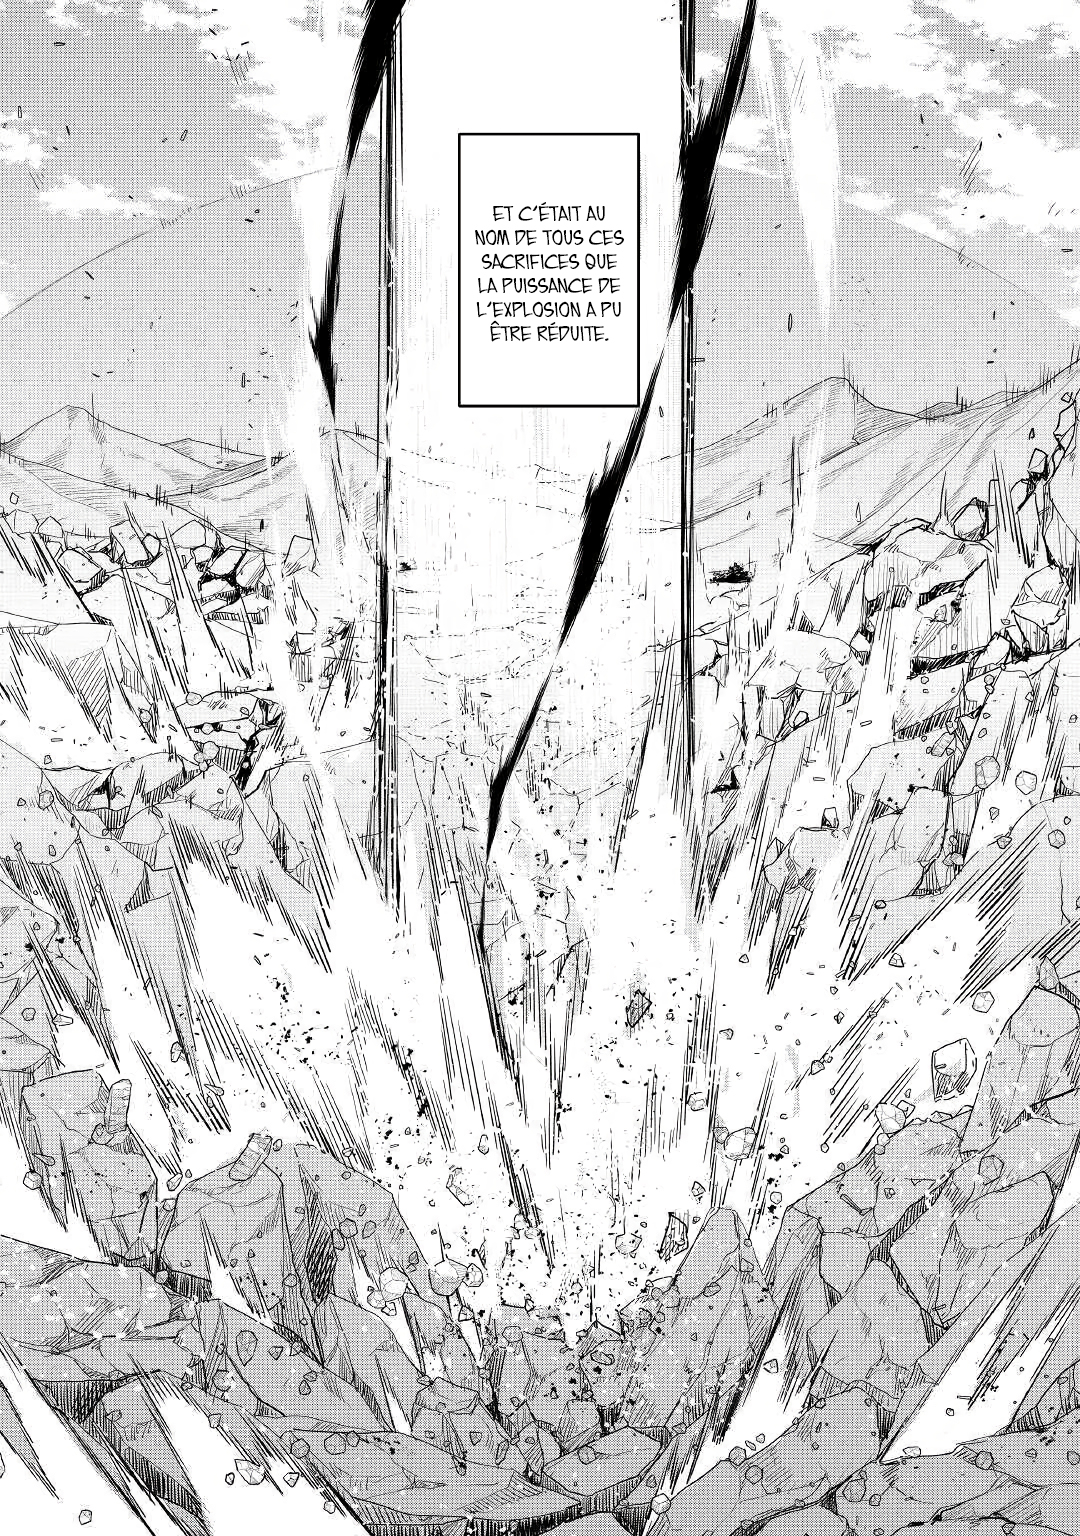 ET C'ÉTAIT AU
NOM DE TOUS CES
SACRIFICES QUE
LA PUISSANCE DE
L'EXPLOSION A PU
ÊTRE RÉDUITE.